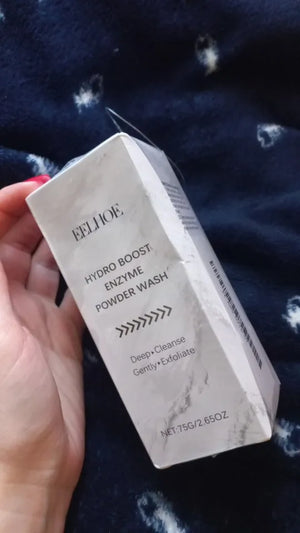 EELHOE
HYDRO BOOST
ENZYME
POWDER WASH
»»»»»
Deep•Cleanse
Gently•Exfoliate
NET:75G/2.65OZ